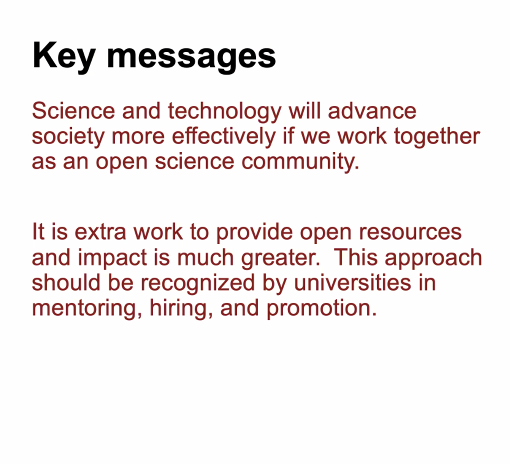 Key messages
Science and technology will advance
society more effectively if we work together
as an open science community.
It is extra work to provide open resources
and impact is much greater.  This approach
should be recognized by universities in
mentoring, hiring, and promotion.